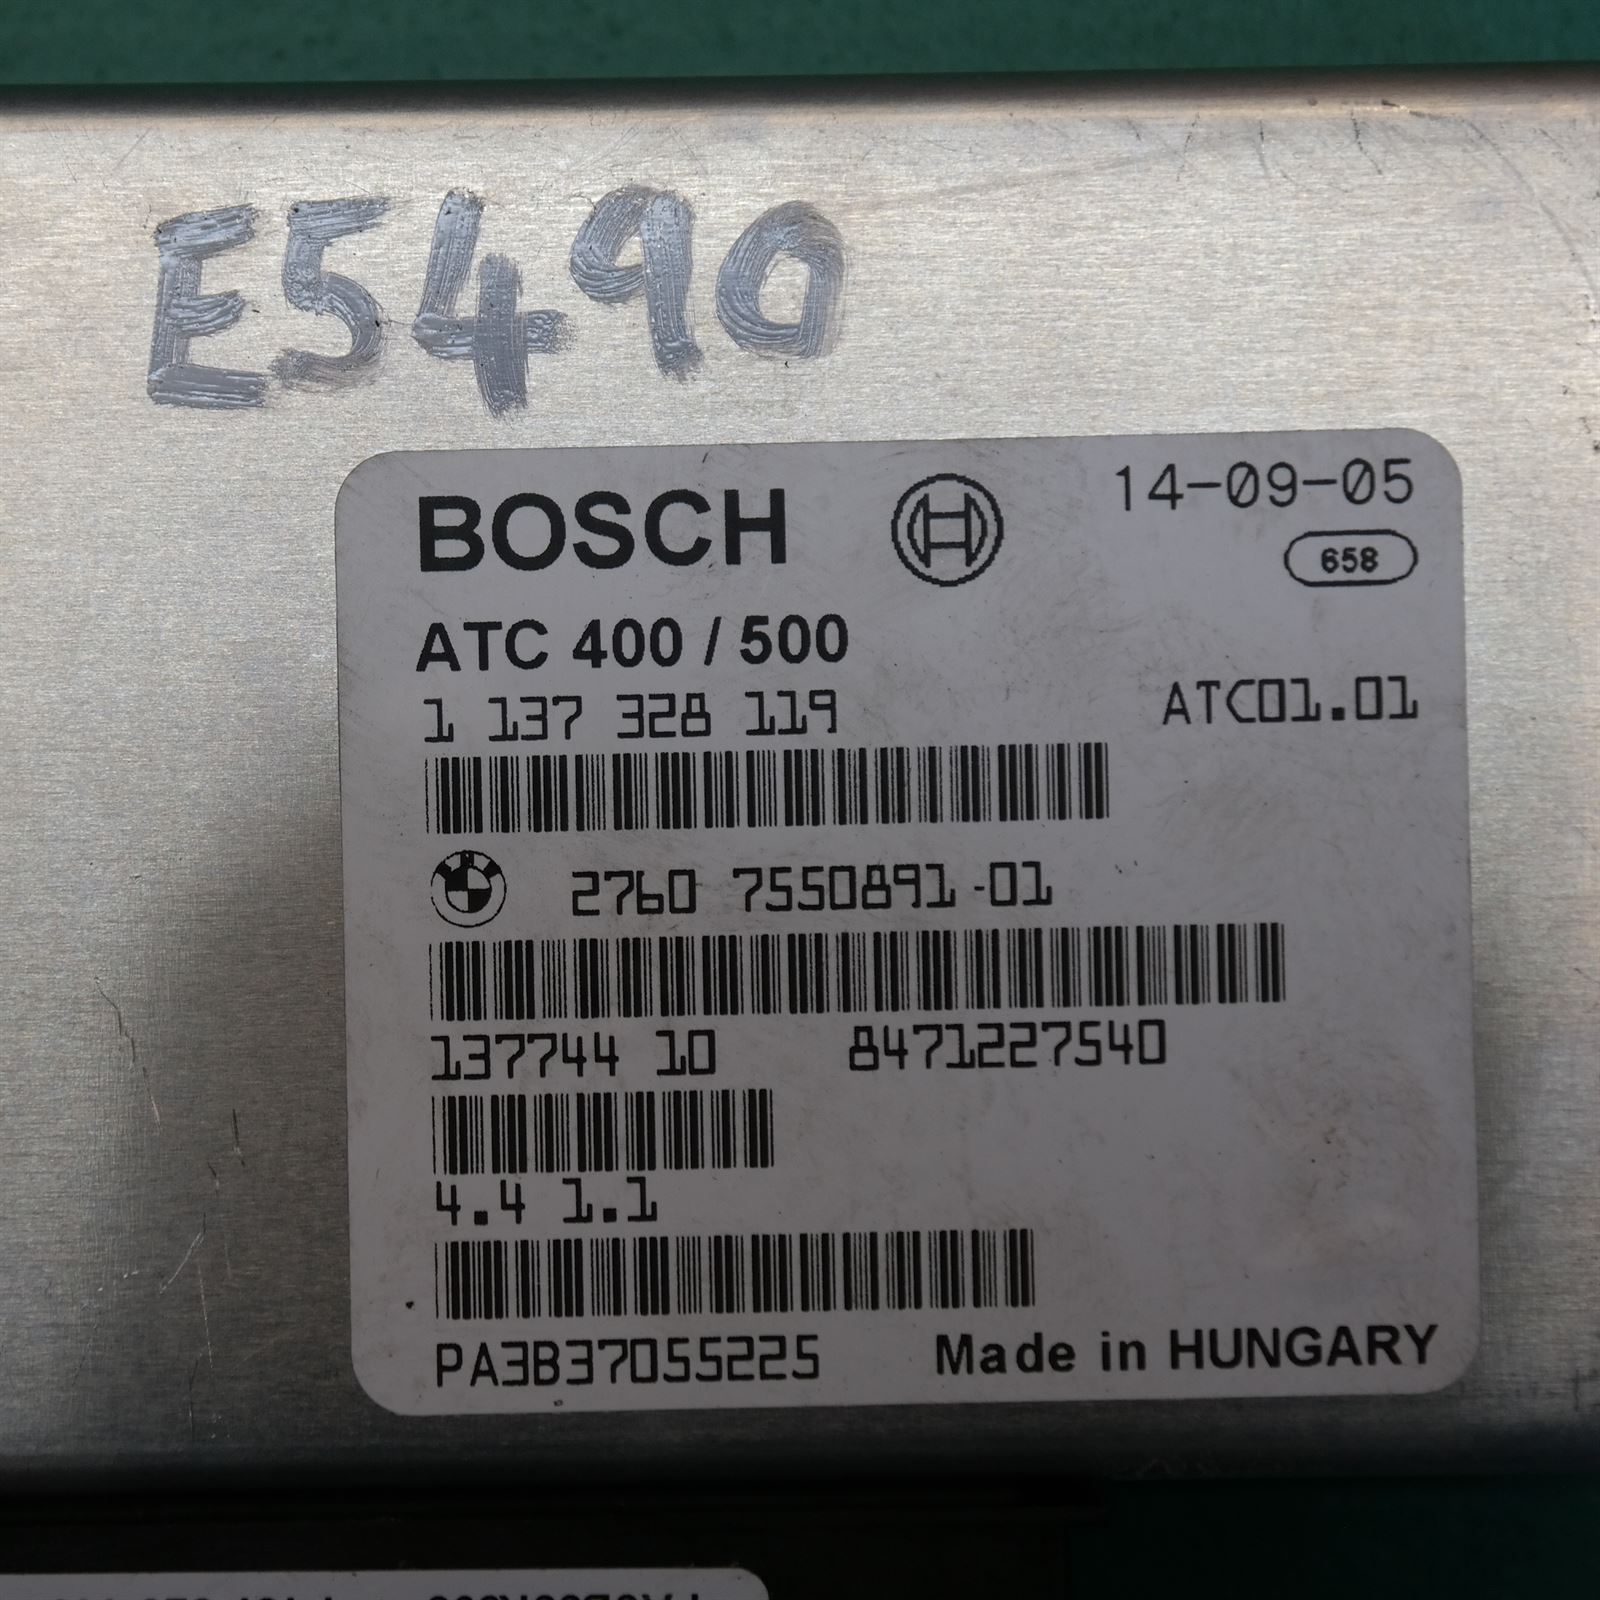 E5490
BOSCH
14-09-05
658
ATC 400 / 500
1 137 328 119
ATC01.01
2760 7550891-01
137744 10 8471227540
4.4 1.1
PA3B37055225
Made in HUNGARY